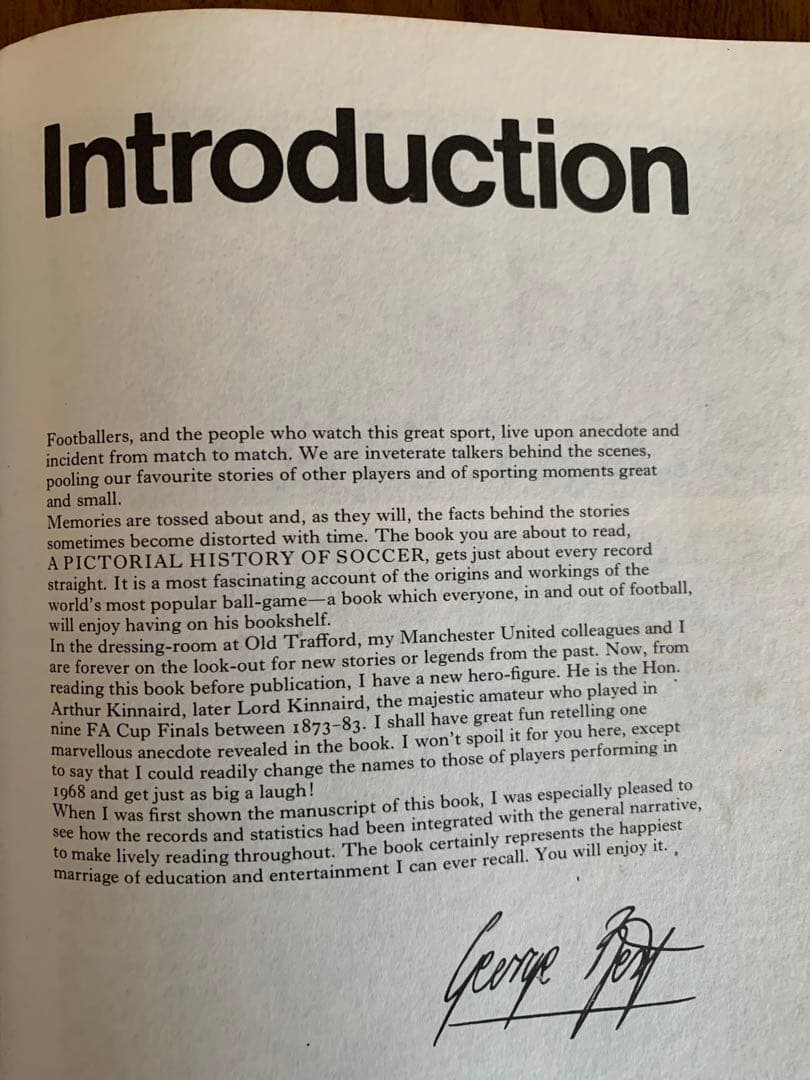 Introduction
Footballers, and the people who watch this great sport, live upon anecdote and
incident from match to match. We are inveterate talkers behind the scenes,
pooling our favourite stories of other players and of sporting moments great
and small.
Memories are tossed about and, as they will, the facts behind the stories
sometimes become distorted with time. The book you are about to read,
A PICTORIAL HISTORY OF SOCCER, gets just about every record
straight. It is a most fascinating account of the origins and workings of the
world's most popular ball-game—a book which everyone, in and out of football,
will enjoy having on his bookshelf.
In the dressing-room at Old Trafford, my Manchester United colleagues and I
are forever on the look-out for new stories or legends from the past. Now, from
reading this book before publication, I have a new hero-figure. He is the Hon.
Arthur Kinnaird, later Lord Kinnaird, the majestic amateur who played in
nine FA Cup Finals between 1873–83. I shall have great fun retelling one
marvellous anecdote revealed in the book. I won't spoil it for you here, except
to say that I could readily change the names to those of players performing in
1968 and get just as big a laugh!
When I was first shown the manuscript of this book, I was especially pleased to
see how the records and statistics had been integrated with the general narrative,
to make lively reading throughout. The book certainly represents the happiest
marriage of education and entertainment I can ever recall. You will enjoy it.
George Best